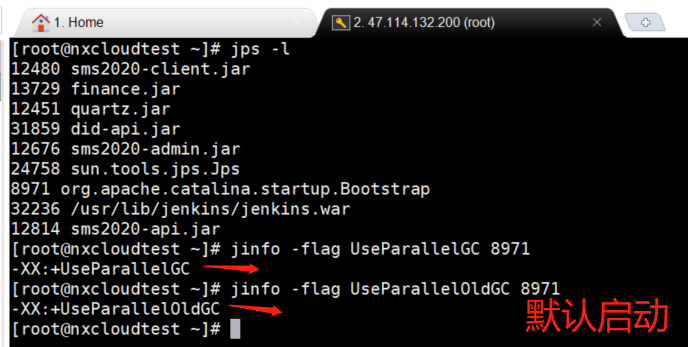 1. Home
2. 47.114.132.200 (root)
[root@nxcloudtest ~]# jps -l
12480 sms2020-client.jar
13729 finance.jar
12451 quartz.jar
31859 did-api.jar
12676 sms2020-admin.jar
24758 sun.tools.jps.Jps
8971 org.apache.catalina.startup.Bootstrap
32236 /usr/lib/jenkins/jenkins.war
12814 sms2020-api.jar
[root@nxcloudtest ~]# jinfo -flag UseParallelGC 8971
-XX:+UseParallelGC
[root@nxcloudtest ~]# jinfo -flag UseParallelOldGC 8971
-XX:+UseParallelOldGC
[root@nxcloudtest ~]#
默认启动